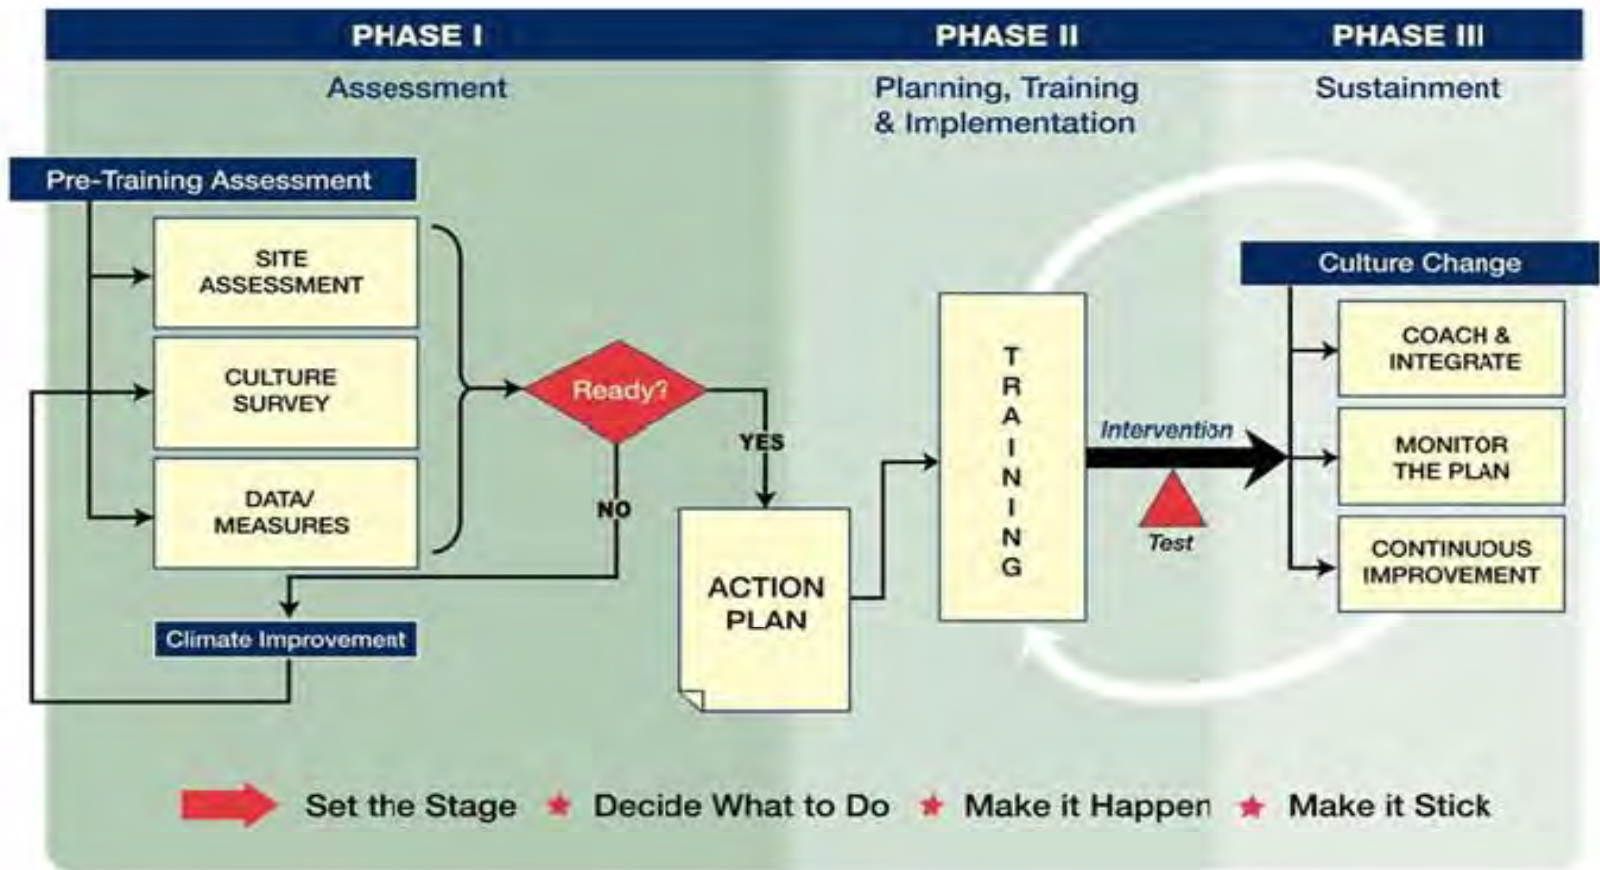 PHASE I
PHASE II
PHASE III
Assessment
Planning, Training
& Implementation
Sustainment
Pre-Training Assessment
SITE
ASSESSMENT
CULTURE
SURVEY
DATA/
MEASURES
Ready?
YES
NO
Climate Improvement
ACTION
PLAN
TRAINING
Intervention
Test
Culture Change
COACH &
INTEGRATE
MONITOR
THE PLAN
CONTINUOUS
IMPROVEMENT
Set the Stage ★ Decide What to Do ★ Make it Happen ★ Make it Stick